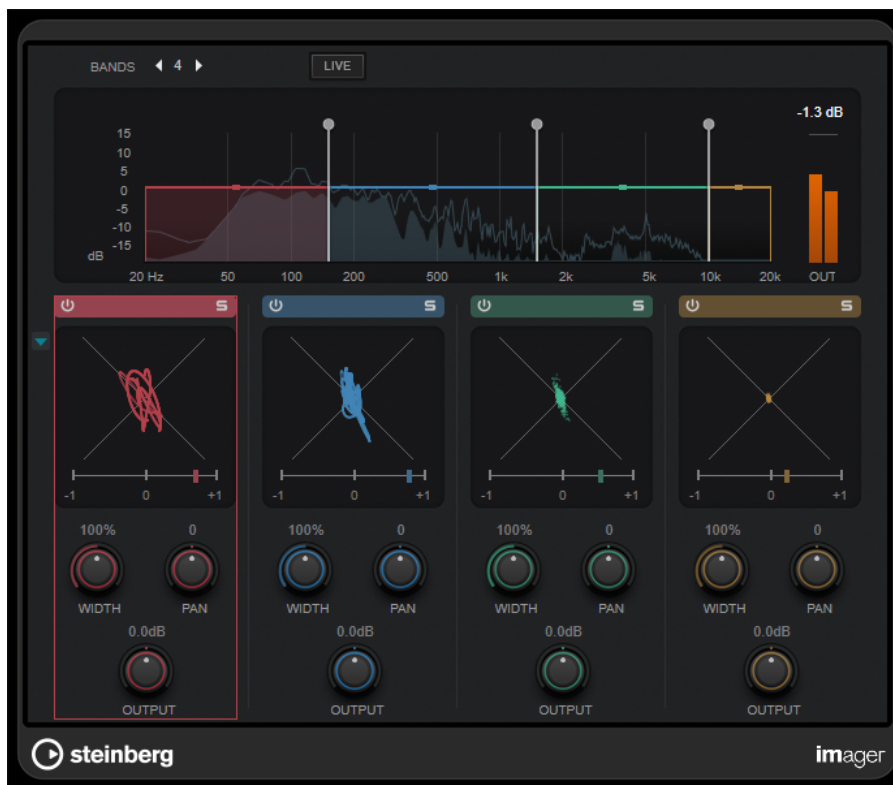 BANDS 4 LIVE
-1.3 dB
15
10
5
0
-5
-10
-15
dB
20 Hz 50 100 200 500 1k 2k 5k 10k 20k OUT
S S S S
-1 0 +1 -1 0 +1 -1 0 +1 -1 0 +1
100% 0 100% 0 100% 0 100% 0
WIDTH PAN WIDTH PAN WIDTH PAN WIDTH PAN
0.0dB 0.0dB 0.0dB 0.0dB
OUTPUT OUTPUT OUTPUT OUTPUT
steinberg imager